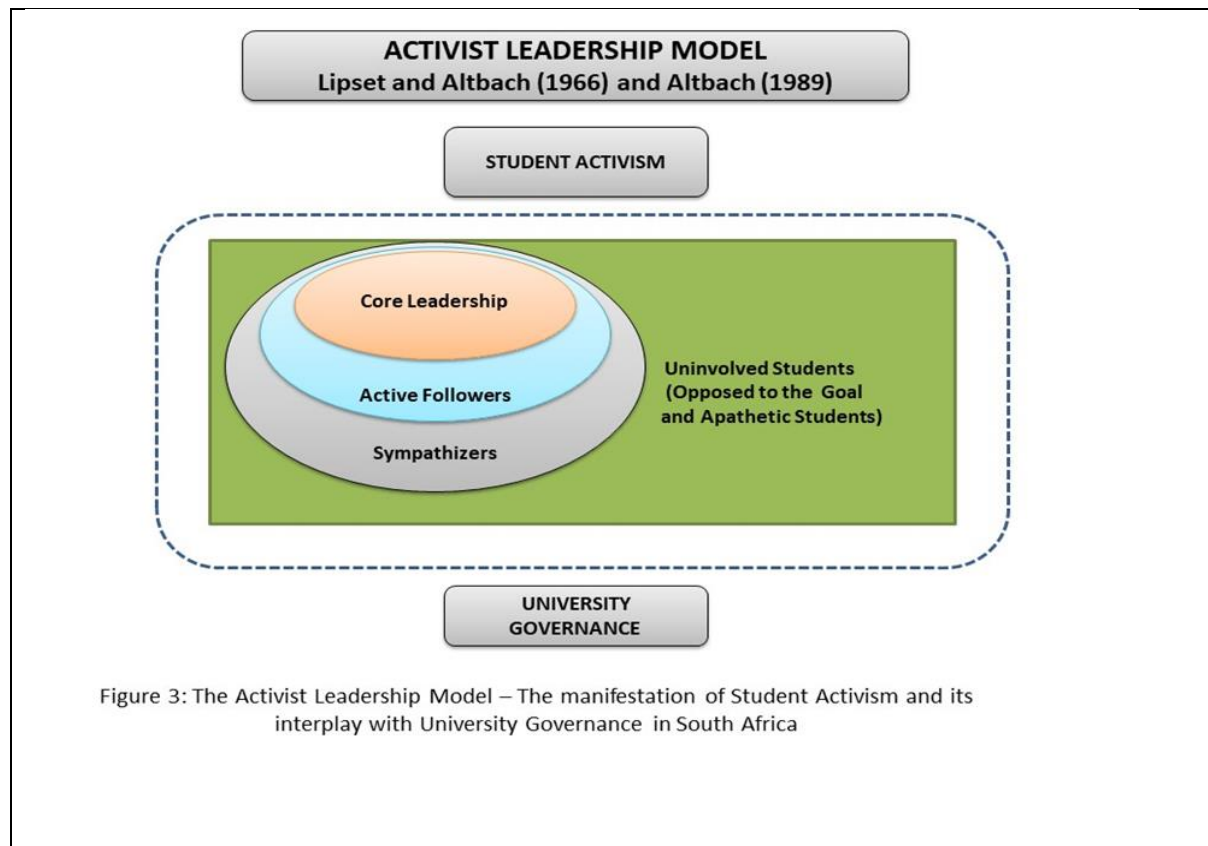 ACTIVIST LEADERSHIP MODEL
Lipset and Altbach (1966) and Altbach (1989)
STUDENT ACTIVISM
Core Leadership
Active Followers
Sympathizers
Uninvolved Students
(Opposed to the Goal
and Apathetic Students)
UNIVERSITY
GOVERNANCE
Figure 3: The Activist Leadership Model – The manifestation of Student Activism and its
interplay with University Governance in South Africa